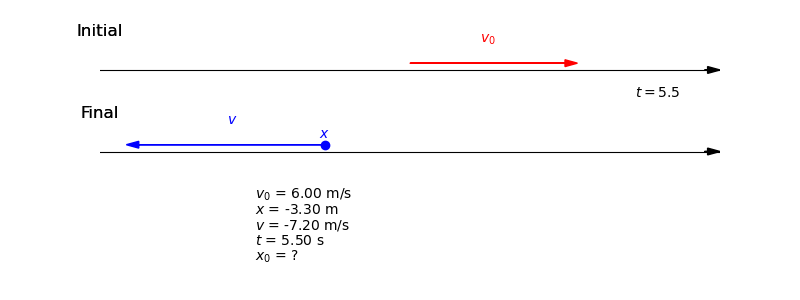 Initial
v₀
t = 5.5
Final
v
x
v₀ = 6.00 m/s
x = -3.30 m
v = -7.20 m/s
t = 5.50 s
x₀ = ?